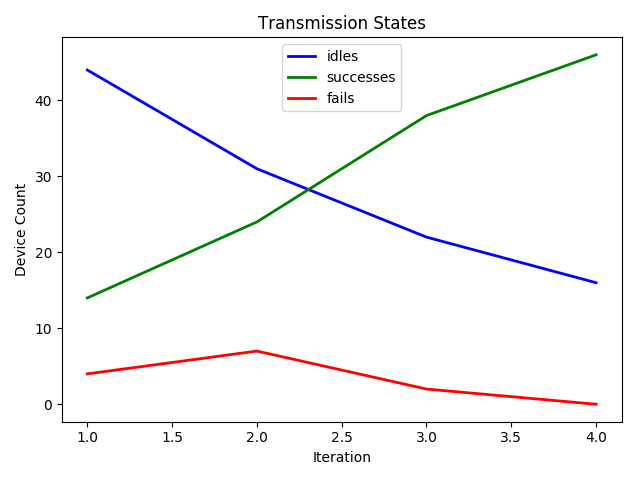 Transmission States
idles
successes
fails
Device Count
40
30
20
10
0
1.0 1.5 2.0 2.5 3.0 3.5 4.0
Iteration